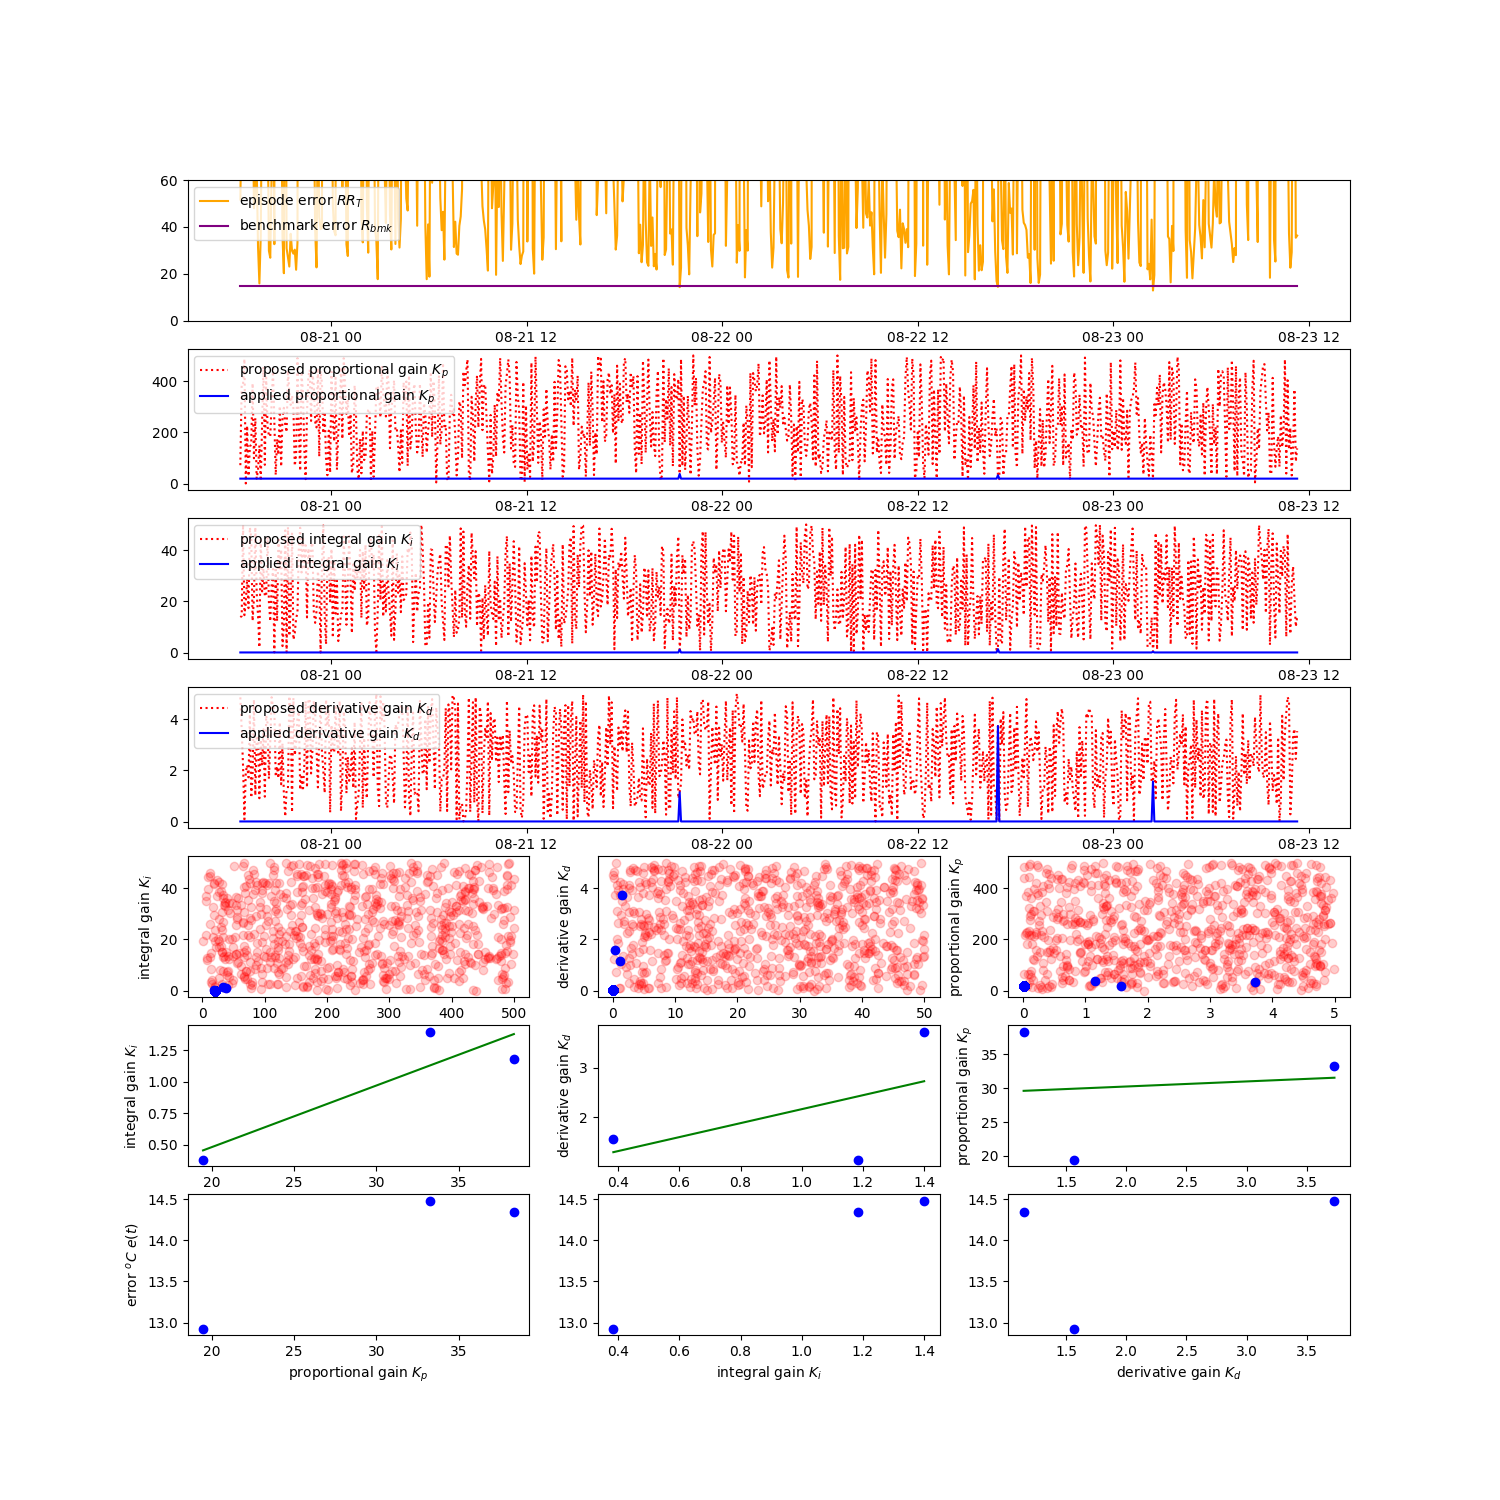 60
40
20
0
episode error RR_T
benchmark error R_bmk
08-21 00 08-21 12 08-22 00 08-22 12 08-23 00 08-23 12
400
200
0
proposed proportional gain K_p
applied proportional gain K_p
08-21 00 08-21 12 08-22 00 08-22 12 08-23 00 08-23 12
40
20
0
proposed integral gain K_i
applied integral gain K_i
08-21 00 08-21 12 08-22 00 08-22 12 08-23 00 08-23 12
4
2
0
proposed derivative gain K_d
applied derivative gain K_d
08-21 00 08-21 12 08-22 00 08-22 12 08-23 00 08-23 12
integral gain K_i
40
20
0
0 100 200 300 400 500
derivative gain K_d
4
2
0
0 10 20 30 40 50
proportional gain K_p
400
200
0
0 1 2 3 4 5
integral gain K_i
1.25
1.00
0.75
0.50
20 25 30 35
derivative gain K_d
3
2
0.4 0.6 0.8 1.0 1.2 1.4
proportional gain K_p
35
30
25
20
1.5 2.0 2.5 3.0 3.5
error °C e(t)
14.5
14.0
13.5
13.0
20 25 30 35
proportional gain K_p
14.5
14.0
13.5
13.0
0.4 0.6 0.8 1.0 1.2 1.4
integral gain K_i
14.5
14.0
13.5
13.0
1.5 2.0 2.5 3.0 3.5
derivative gain K_d